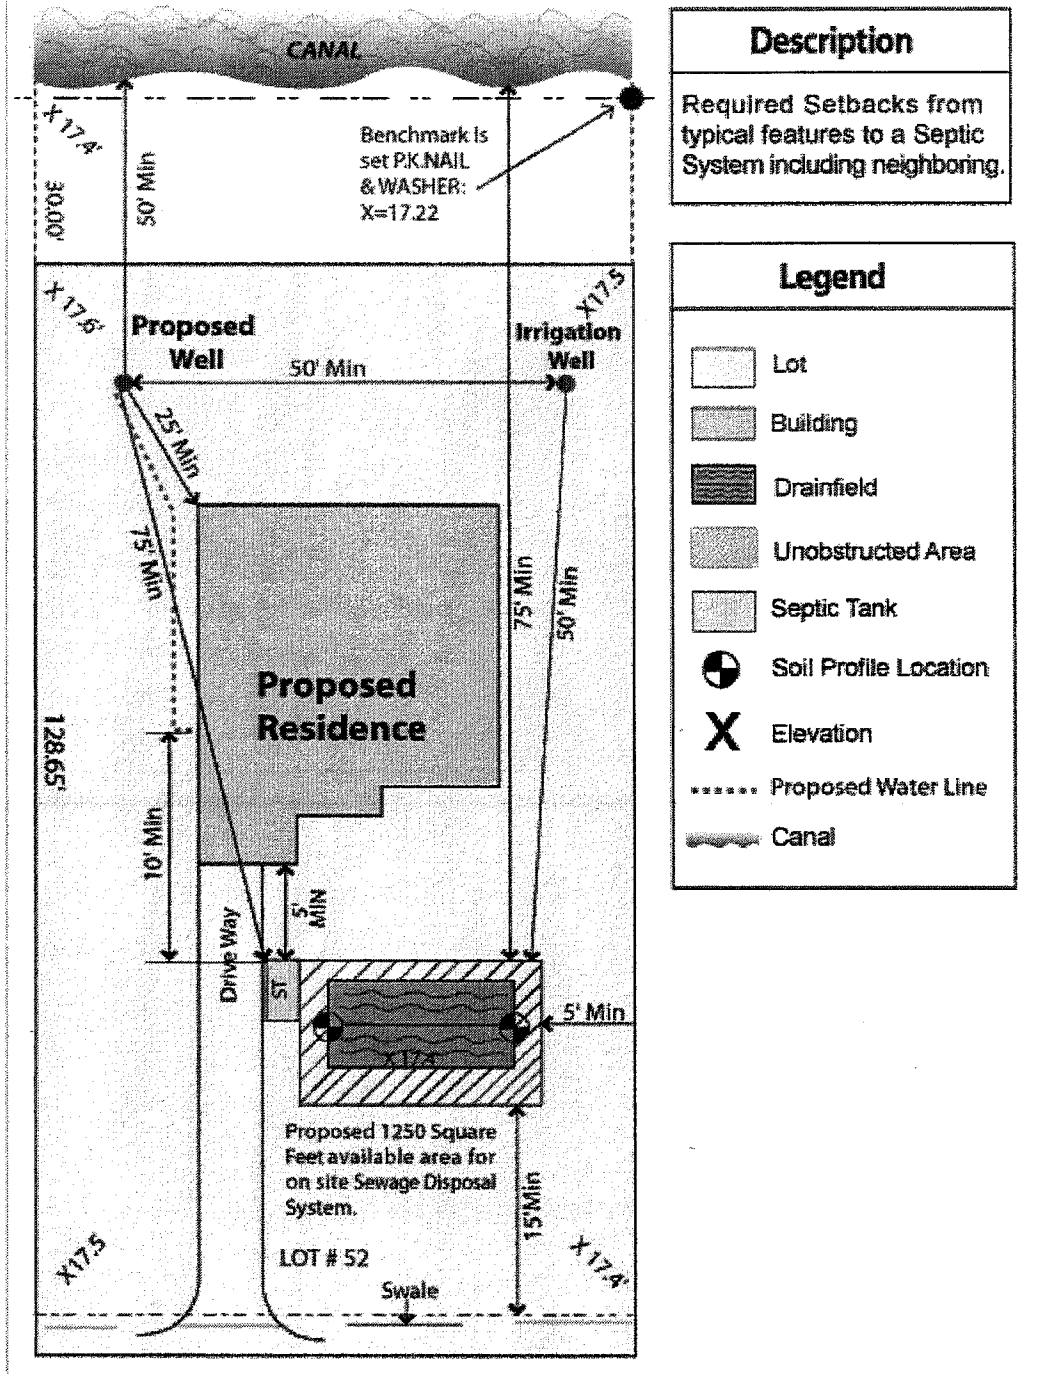 CANAL
X 17.4'
30.00'
50' Min
Benchmark is
set P.K.NAIL
& WASHER:
X=17.22
X 17.6'
X17.5
Proposed
Well
Irrigation
Well
50' Min
25' Min
75' Min
75' Min
50' Min
Proposed
Residence
128.65'
10' Min
5'
MIN
Drive Way
ST
5' Min
X 17.4'
Proposed 1250 Square
Feet available area for
on site Sewage Disposal
System.
15'Min
X17.5
LOT # 52
X 17.4'
Swale
Description
Required Setbacks from
typical features to a Septic
System including neighboring.
Legend
Lot
Building
Drainfield
Unobstructed Area
Septic Tank
Soil Profile Location
X Elevation
Proposed Water Line
Canal